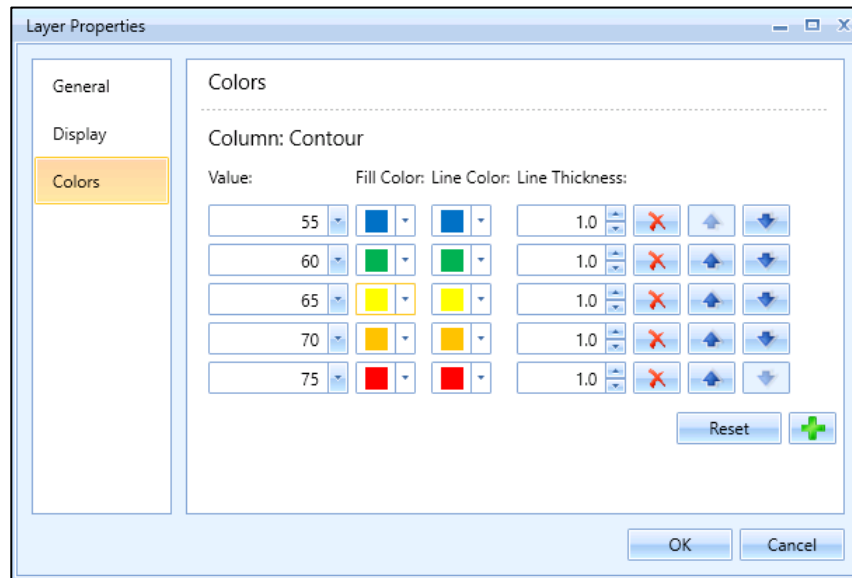 Layer Properties
General
Display
Colors
Colors
Column: Contour
Value: Fill Color: Line Color: Line Thickness:
55 1.0
60 1.0
65 1.0
70 1.0
75 1.0
Reset
OK Cancel